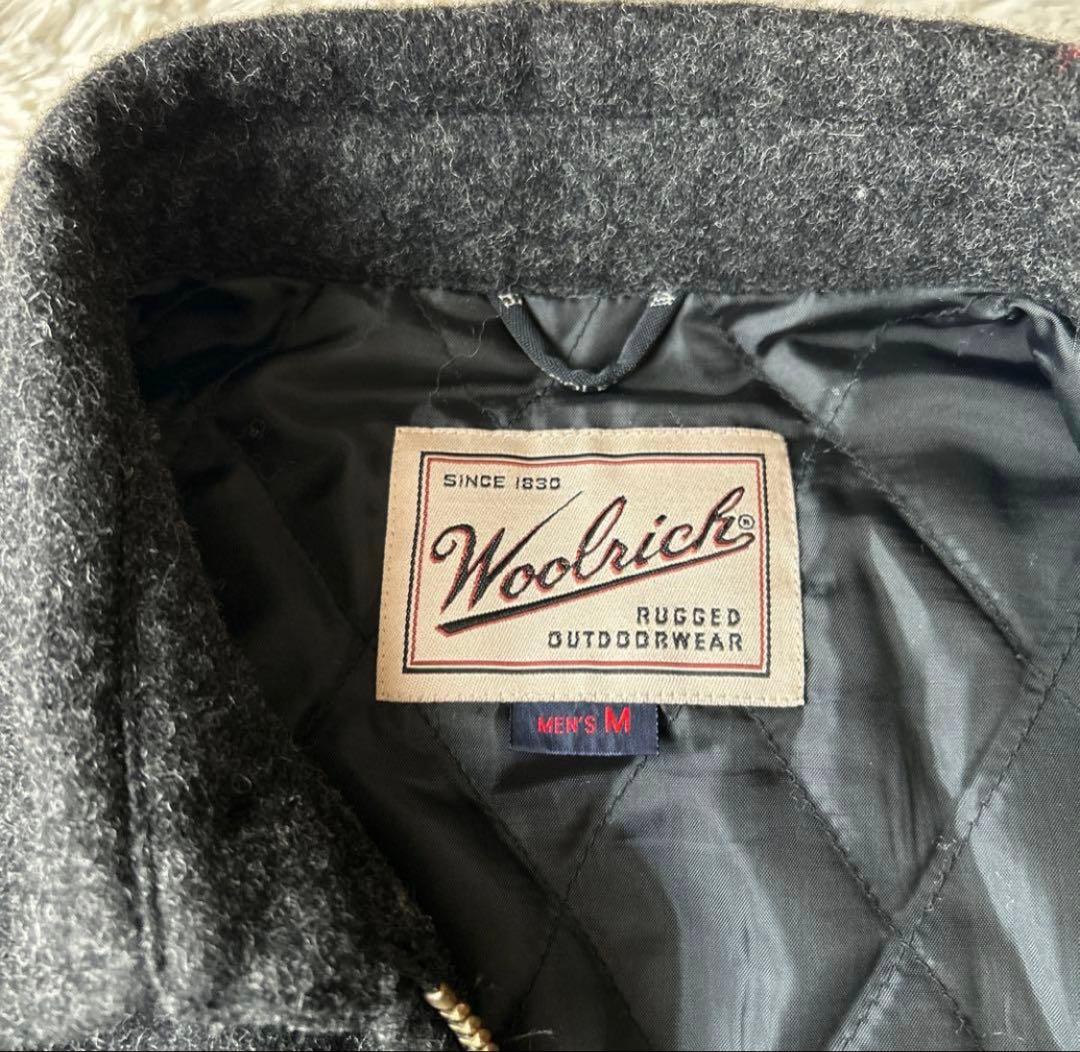 SINCE 1830
Woolrich®
RUGGED
OUTDOORWEAR
MEN'S M